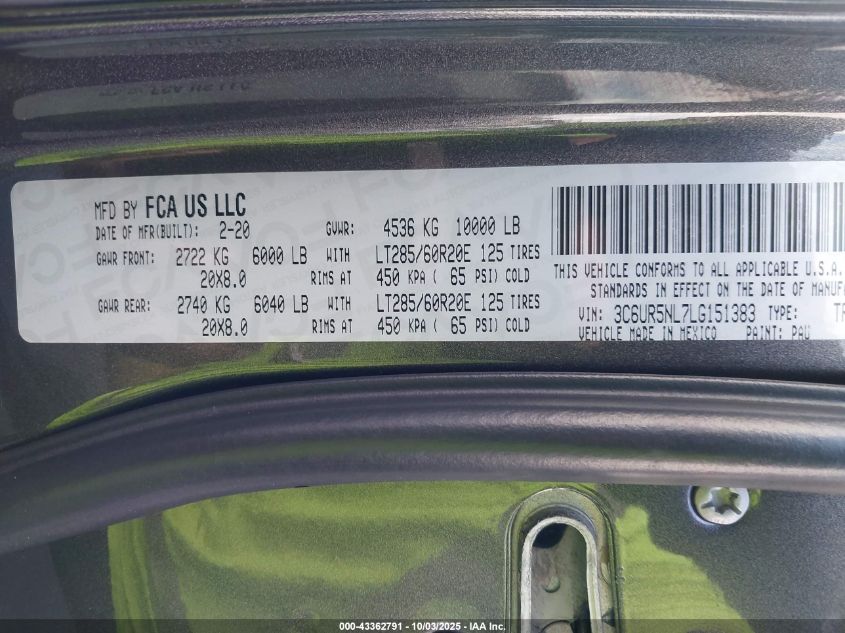 MFD BY FCA US LLC
DATE OF MFR(BUILT): 2-20 GVWR: 4536 KG 10000 LB
GAWR FRONT: 2722 KG 6000 LB WITH LT285/60R20E 125 TIRES
20X8.0 RIMS AT 450 KPA ( 65 PSI) COLD
GAWR REAR: 2740 KG 6040 LB WITH LT285/60R20E 125 TIRES
20X8.0 RIMS AT 450 KPA ( 65 PSI) COLD
THIS VEHICLE CONFORMS TO ALL APPLICABLE U.S.A.
STANDARDS IN EFFECT ON THE DATE OF MANUF
VIN: 3C6UR5NL7LG151383 TYPE: TR
VEHICLE MADE IN MEXICO PAINT: PAU
000-43362791 - 10/03/2025 - IAA Inc.